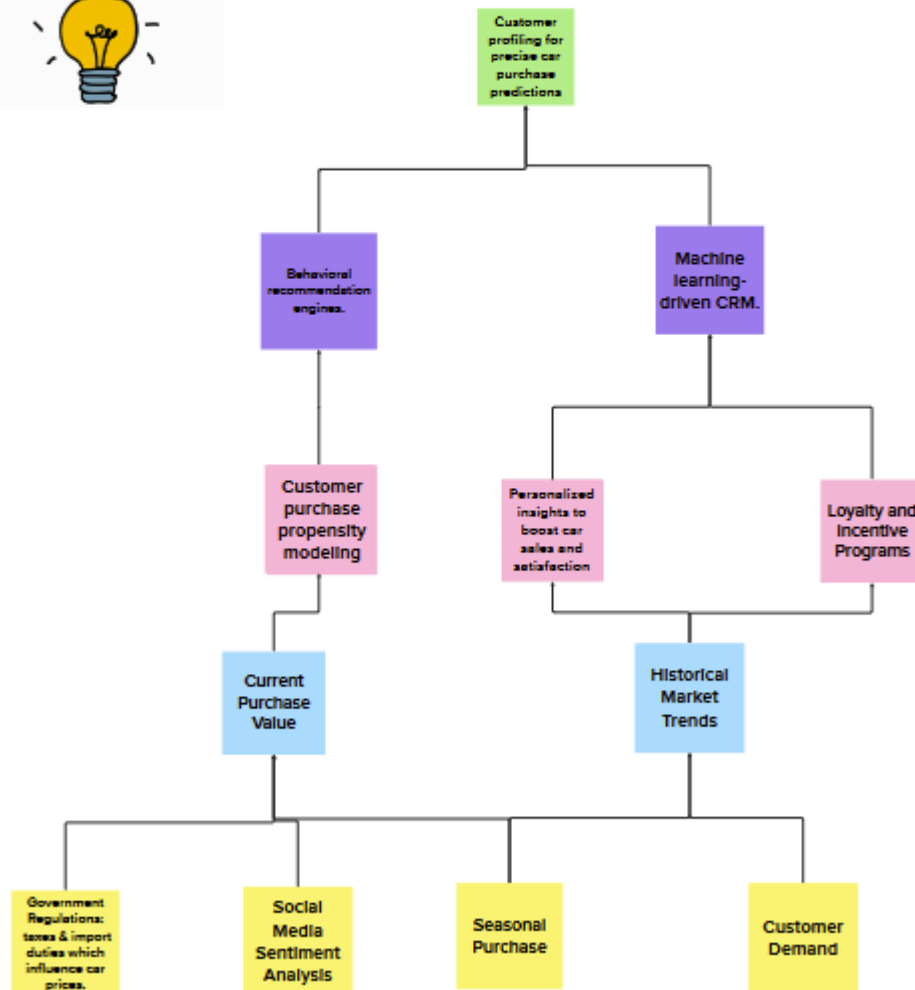 Customer
profiling for
precise car
purchase
predictions
Behavioral
recommendation
engines.
Machine
learning-
driven CRM.
Customer
purchase
propensity
modeling
Personalized
insights to
boost car
sales and
satisfaction
Loyalty and
Incentive
Programs
Current
Purchase
Value
Historical
Market
Trends
Government
Regulations:
taxes & import
duties which
influence car
prices.
Social
Media
Sentiment
Analysis
Seasonal
Purchase
Customer
Demand